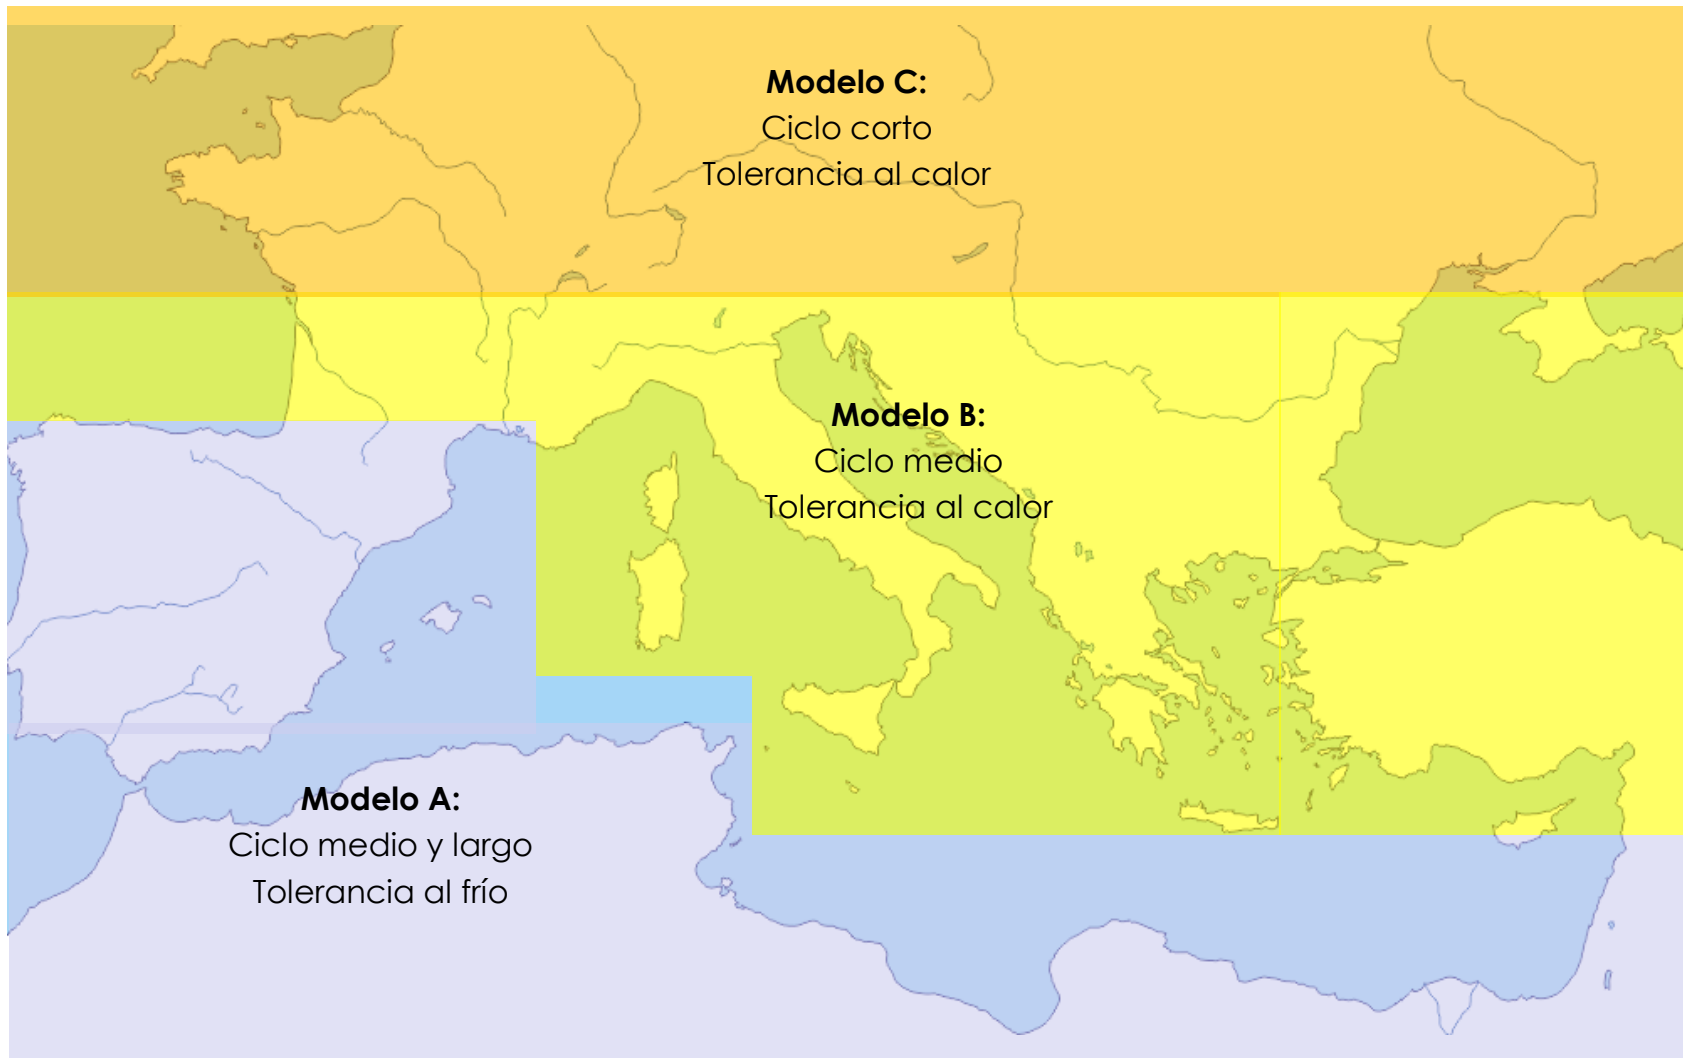 Modelo C:
Ciclo corto
Tolerancia al calor
Modelo B:
Ciclo medio
Tolerancia al calor
Modelo A:
Ciclo medio y largo
Tolerancia al frío